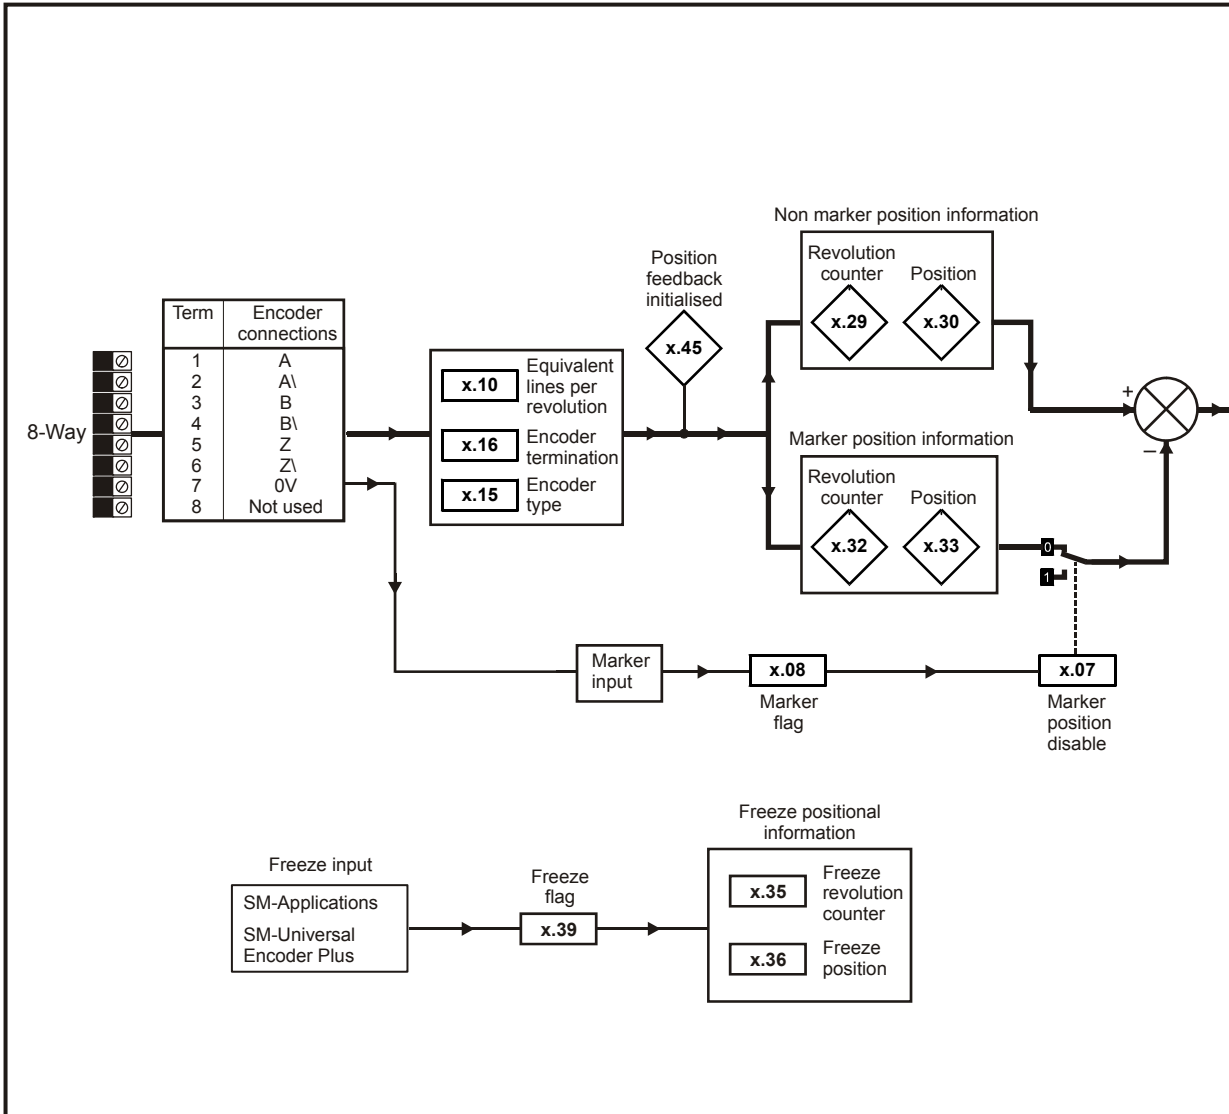 Non marker position information
Revolution
counter
Position
x.29
x.30
Position
feedback
initialised
x.45
8-Way
Term
Encoder
connections
1 A
2 A\
3 B
4 B\
5 Z
6 Z\
7 0V
8 Not used
x.10
Equivalent
lines per
revolution
x.16
Encoder
termination
x.15
Encoder
type
+
–
Marker position information
Revolution
counter
Position
x.32
x.33
0
1
Marker
input
x.08
Marker
flag
x.07
Marker
position
disable
Freeze input
SM-Applications
SM-Universal
Encoder Plus
Freeze
flag
x.39
Freeze positional
information
x.35
Freeze
revolution
counter
x.36
Freeze
position